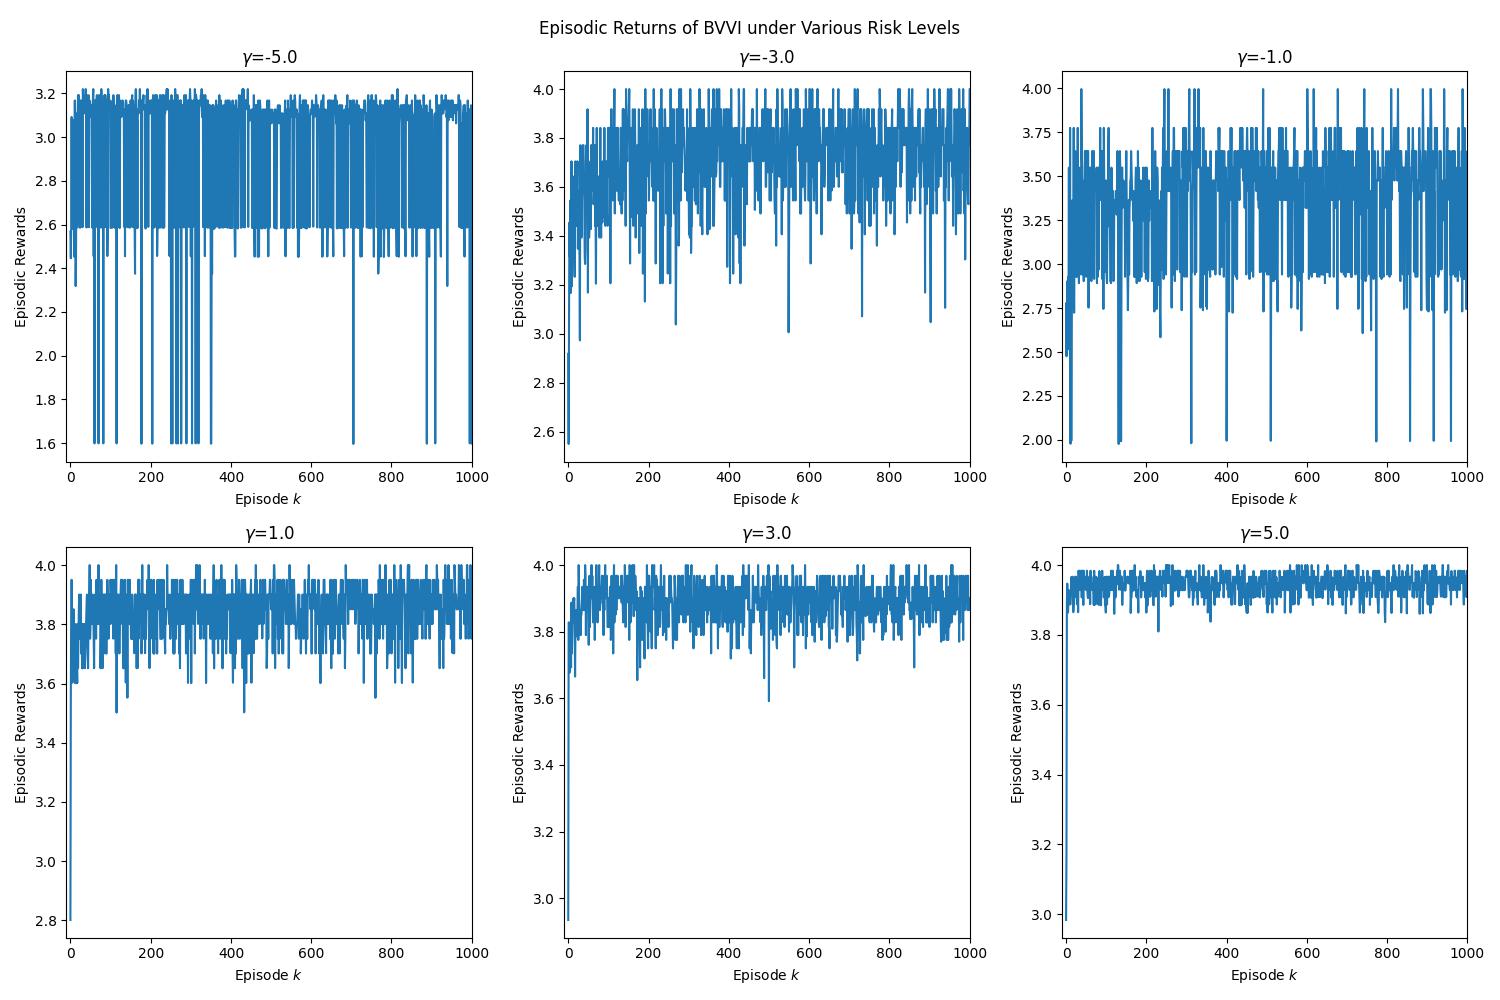 Episodic Returns of BVVI under Various Risk Levels
γ=-5.0
Episodic Rewards
3.2
3.0
2.8
2.6
2.4
2.2
2.0
1.8
1.6
0 200 400 600 800 1000
Episode k
γ=-3.0
Episodic Rewards
4.0
3.8
3.6
3.4
3.2
3.0
2.8
2.6
0 200 400 600 800 1000
Episode k
γ=-1.0
Episodic Rewards
4.00
3.75
3.50
3.25
3.00
2.75
2.50
2.25
2.00
0 200 400 600 800 1000
Episode k
γ=1.0
Episodic Rewards
4.0
3.8
3.6
3.4
3.2
3.0
2.8
0 200 400 600 800 1000
Episode k
γ=3.0
Episodic Rewards
4.0
3.8
3.6
3.4
3.2
3.0
0 200 400 600 800 1000
Episode k
γ=5.0
Episodic Rewards
4.0
3.8
3.6
3.4
3.2
3.0
0 200 400 600 800 1000
Episode k